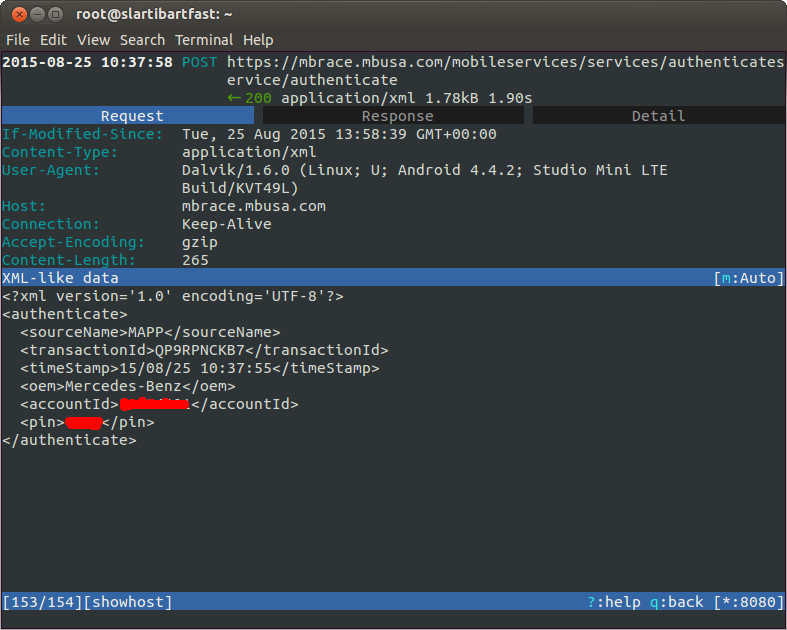 root@slartibartfast: ~
File Edit View Search Terminal Help
2015-08-25 10:37:58 POST https://mbrace.mbusa.com/mobileservices/services/authenticates
ervice/authenticate
←200 application/xml 1.78kB 1.90s
Request Response Detail
If-Modified-Since: Tue, 25 Aug 2015 13:58:39 GMT+00:00
Content-Type: application/xml
User-Agent: Dalvik/1.6.0 (Linux; U; Android 4.4.2; Studio Mini LTE
Build/KVT49L)
Host: mbrace.mbusa.com
Connection: Keep-Alive
Accept-Encoding: gzip
Content-Length: 265
XML-like data [m:Auto]
<?xml version='1.0' encoding='UTF-8'?>
<authenticate>
  <sourceName>MAPP</sourceName>
  <transactionId>QP9RPNCKB7</transactionId>
  <timeStamp>15/08/25 10:37:55</timeStamp>
  <oem>Mercedes-Benz</oem>
  <accountId></accountId>
  <pin></pin>
</authenticate>
[153/154][showhost] ?:help q:back [*:8080]